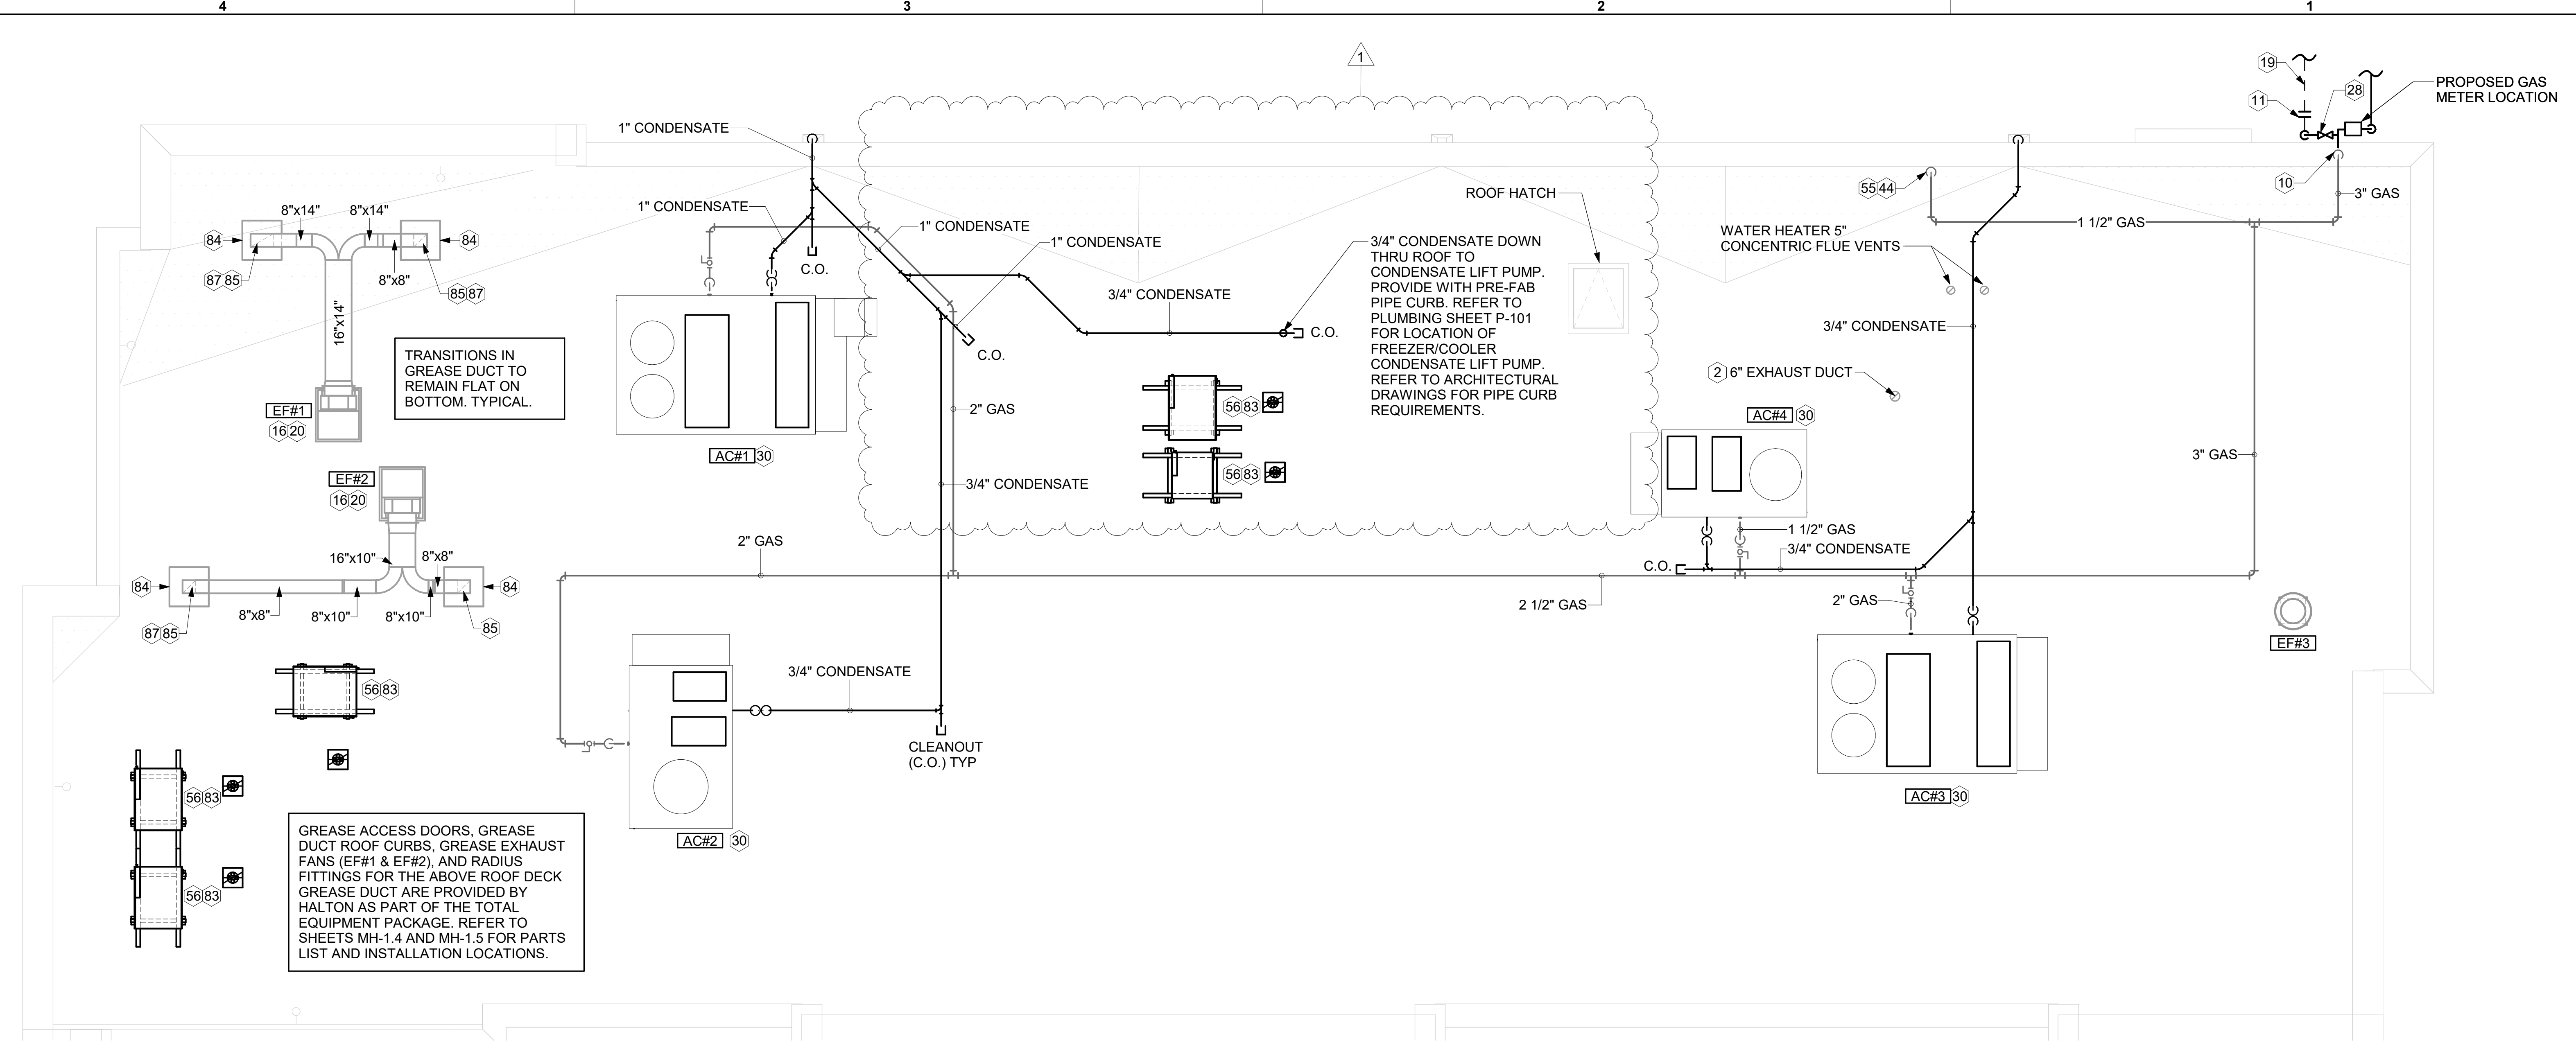 4
3
2
1
1
19
11
28
PROPOSED GAS
METER LOCATION
10
3" GAS
55 44
1 1/2" GAS
1" CONDENSATE
1" CONDENSATE
1" CONDENSATE
1" CONDENSATE
C.O.
C.O.
3/4" CONDENSATE
C.O.
ROOF HATCH
3/4" CONDENSATE DOWN
THRU ROOF TO
CONDENSATE LIFT PUMP.
PROVIDE WITH PRE-FAB
PIPE CURB. REFER TO
PLUMBING SHEET P-101
FOR LOCATION OF
FREEZER/COOLER
CONDENSATE LIFT PUMP.
REFER TO ARCHITECTURAL
DRAWINGS FOR PIPE CURB
REQUIREMENTS.
WATER HEATER 5"
CONCENTRIC FLUE VENTS
3/4" CONDENSATE
2 6" EXHAUST DUCT
AC#4 30
3" GAS
8"x14"
8"x14"
84
84
87 85
8"x8"
85 87
16"x14"
TRANSITIONS IN
GREASE DUCT TO
REMAIN FLAT ON
BOTTOM. TYPICAL.
EF#1
16 20
AC#1 30
2" GAS
56 83
56 83
3/4" CONDENSATE
EF#2
16 20
16"x10"
8"x8"
84
84
8"x8"
8"x10"
8"x10"
87 85
85
2" GAS
1 1/2" GAS
3/4" CONDENSATE
C.O.
2 1/2" GAS
2" GAS
EF#3
56 83
3/4" CONDENSATE
CLEANOUT
(C.O.) TYP
AC#2 30
AC#3 30
56 83
56 83
GREASE ACCESS DOORS, GREASE
DUCT ROOF CURBS, GREASE EXHAUST
FANS (EF#1 & EF#2), AND RADIUS
FITTINGS FOR THE ABOVE ROOF DECK
GREASE DUCT ARE PROVIDED BY
HALTON AS PART OF THE TOTAL
EQUIPMENT PACKAGE. REFER TO
SHEETS MH-1.4 AND MH-1.5 FOR PARTS
LIST AND INSTALLATION LOCATIONS.